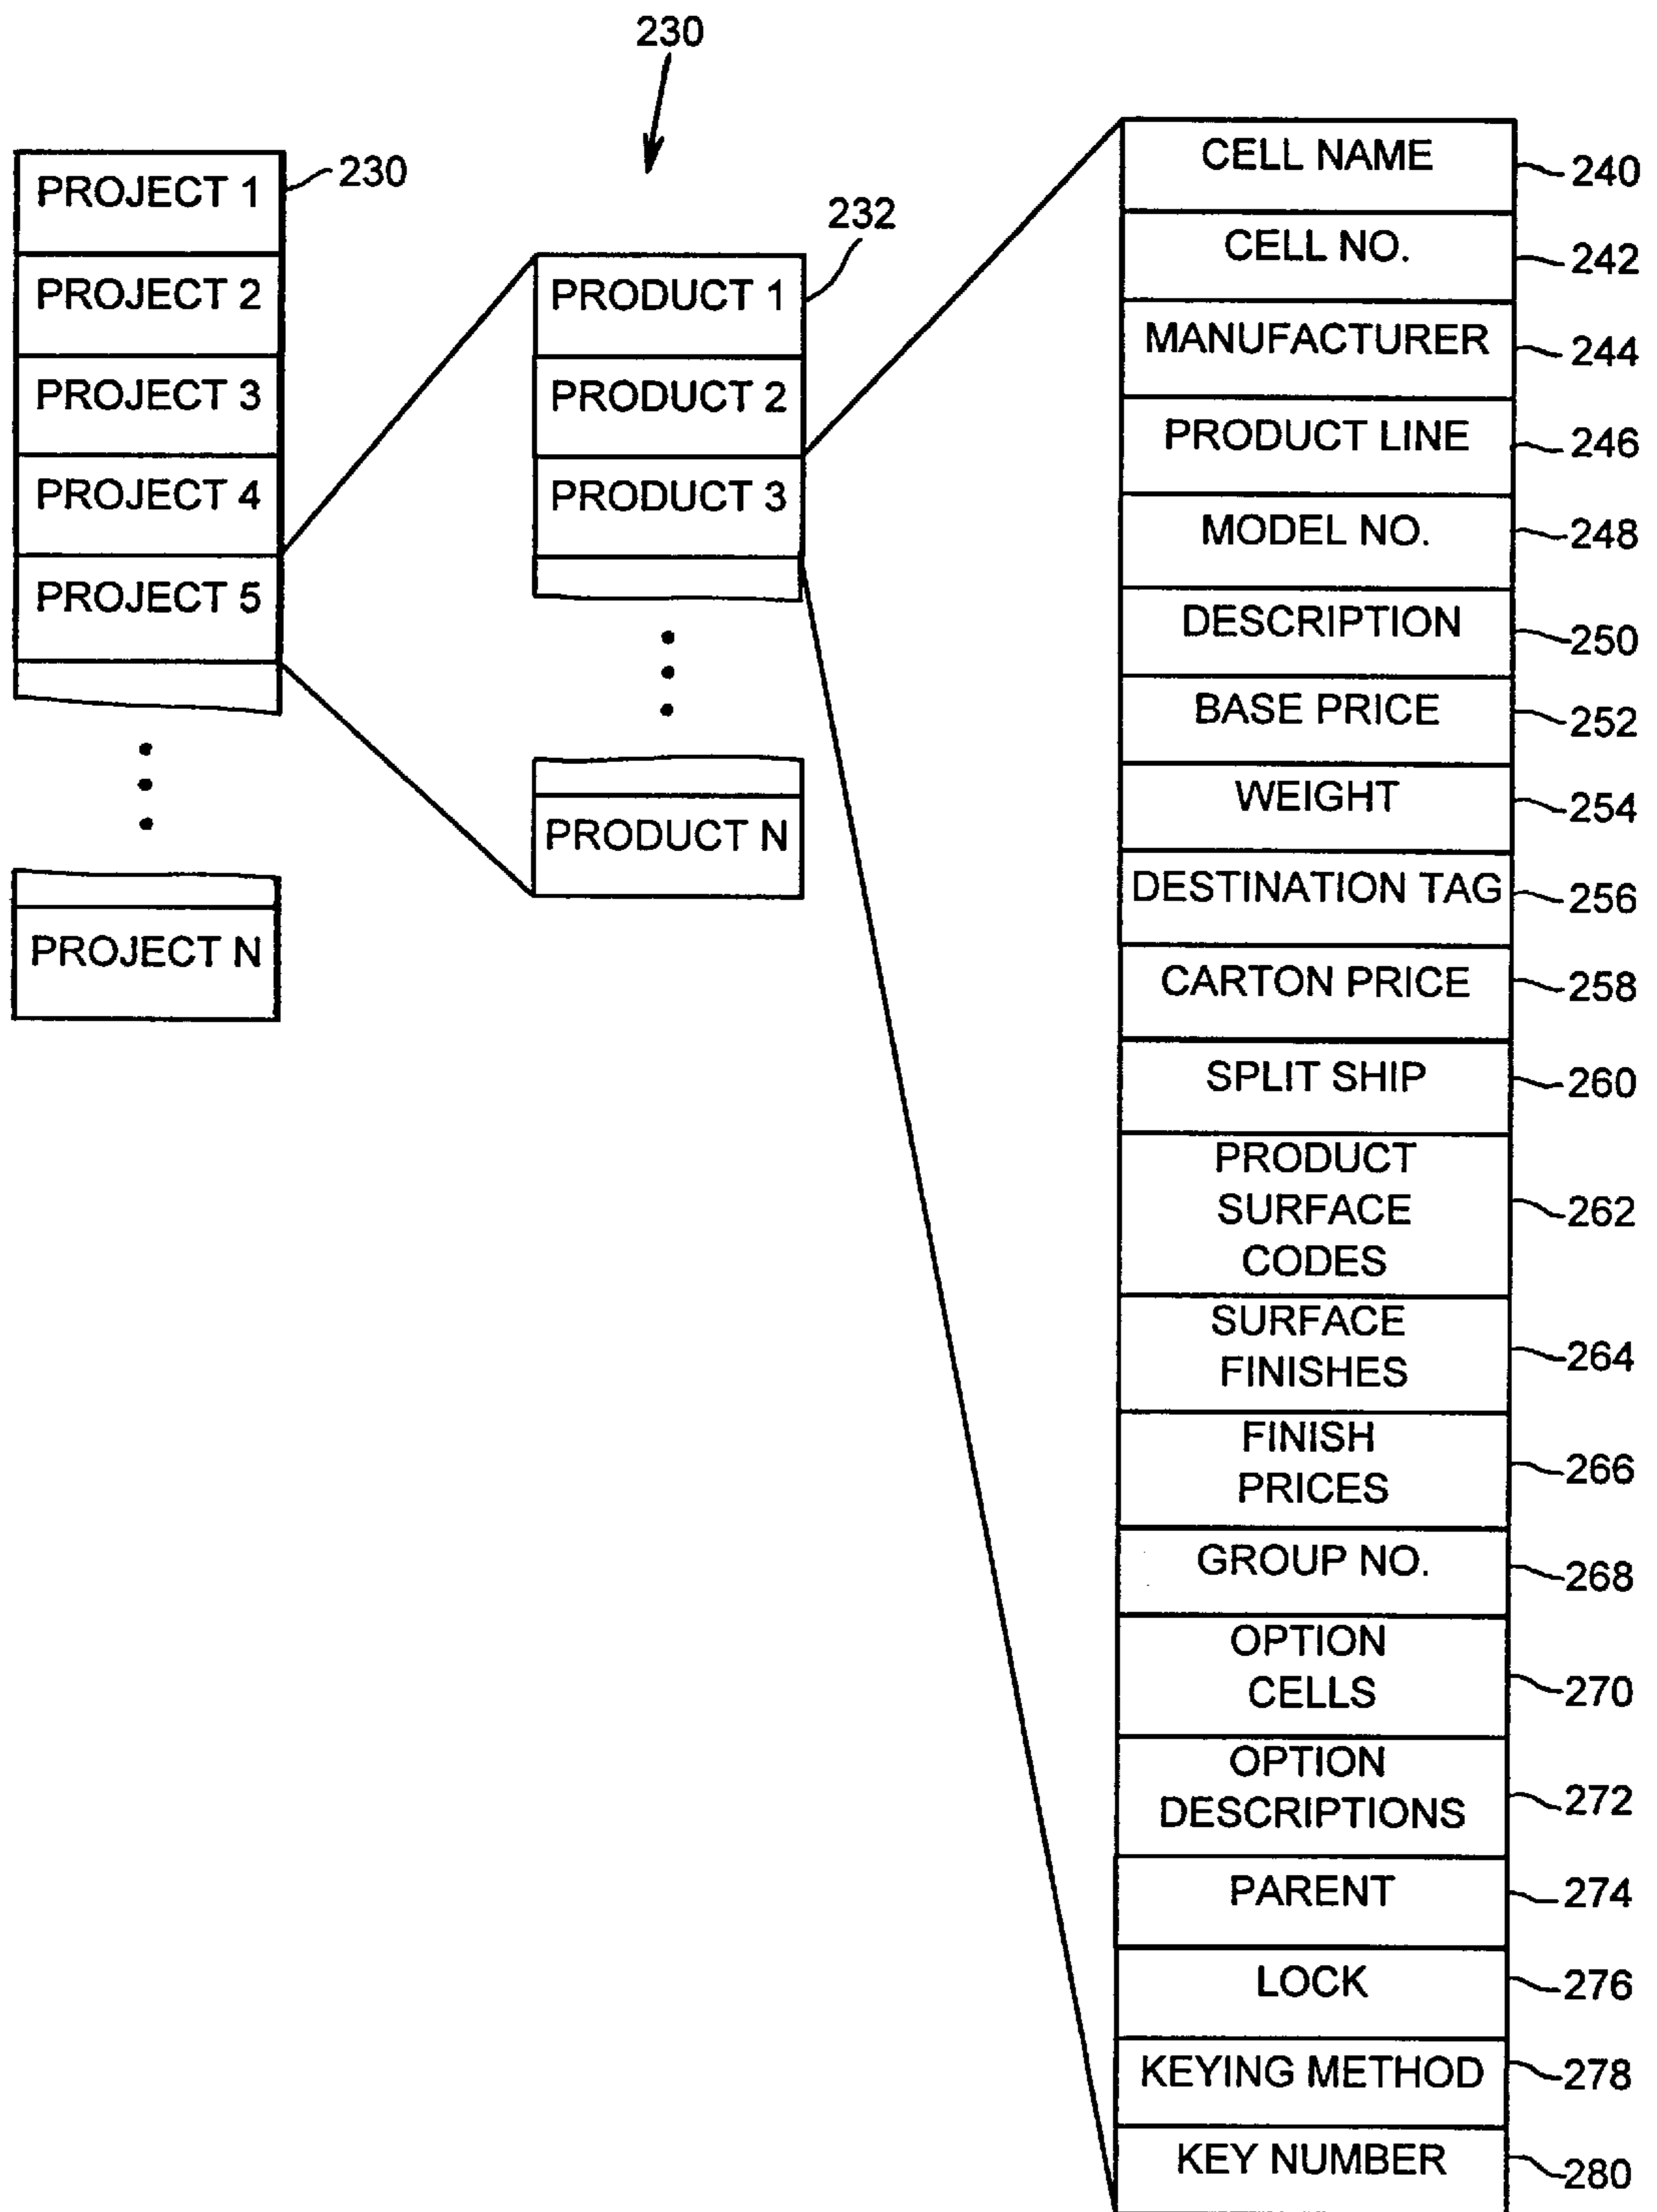 230
PROJECT 1
230
PROJECT 2
PROJECT 3
PROJECT 4
PROJECT 5
PROJECT N
232
PRODUCT 1
PRODUCT 2
PRODUCT 3
PRODUCT N
CELL NAME
240
CELL NO.
242
MANUFACTURER
244
PRODUCT LINE
246
MODEL NO.
248
DESCRIPTION
250
BASE PRICE
252
WEIGHT
254
DESTINATION TAG
256
CARTON PRICE
258
SPLIT SHIP
260
PRODUCT
SURFACE
CODES
262
SURFACE
FINISHES
264
FINISH
PRICES
266
GROUP NO.
268
OPTION
CELLS
270
OPTION
DESCRIPTIONS
272
PARENT
274
LOCK
276
KEYING METHOD
278
KEY NUMBER
280